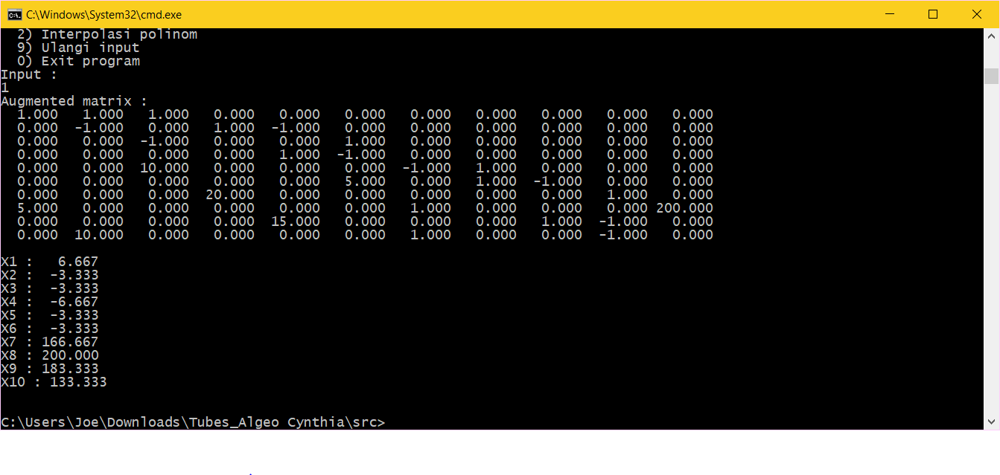 C:\Windows\System32\cmd.exe
  2) Interpolasi polinom
  9) Ulangi input
  0) Exit program
Input :
1
Augmented matrix :
  1.000   1.000   1.000   0.000   0.000   0.000   0.000   0.000   0.000   0.000   0.000
  0.000  -1.000   0.000   1.000  -1.000   0.000   0.000   0.000   0.000   0.000   0.000
  0.000   0.000  -1.000   0.000   0.000   1.000   0.000   0.000   0.000   0.000   0.000
  0.000   0.000   0.000   0.000   1.000  -1.000   0.000   0.000   0.000   0.000   0.000
  0.000   0.000  10.000   0.000   0.000   0.000  -1.000   1.000   0.000   0.000   0.000
  0.000   0.000   0.000   0.000   0.000   5.000   0.000   1.000  -1.000   0.000   0.000
  0.000   0.000   0.000  20.000   0.000   0.000   0.000   0.000   0.000   1.000   0.000
  5.000   0.000   0.000   0.000   0.000   0.000   1.000   0.000   0.000   0.000 200.000
  0.000   0.000   0.000   0.000  15.000   0.000   0.000   0.000   1.000  -1.000   0.000
  0.000  10.000   0.000   0.000   0.000   0.000   1.000   0.000   0.000  -1.000   0.000
X1 :   6.667
X2 :  -3.333
X3 :  -3.333
X4 :  -6.667
X5 :  -3.333
X6 :  -3.333
X7 : 166.667
X8 : 200.000
X9 : 183.333
X10 : 133.333
C:\Users\Joe\Downloads\Tubes_Algeo Cynthia\src>